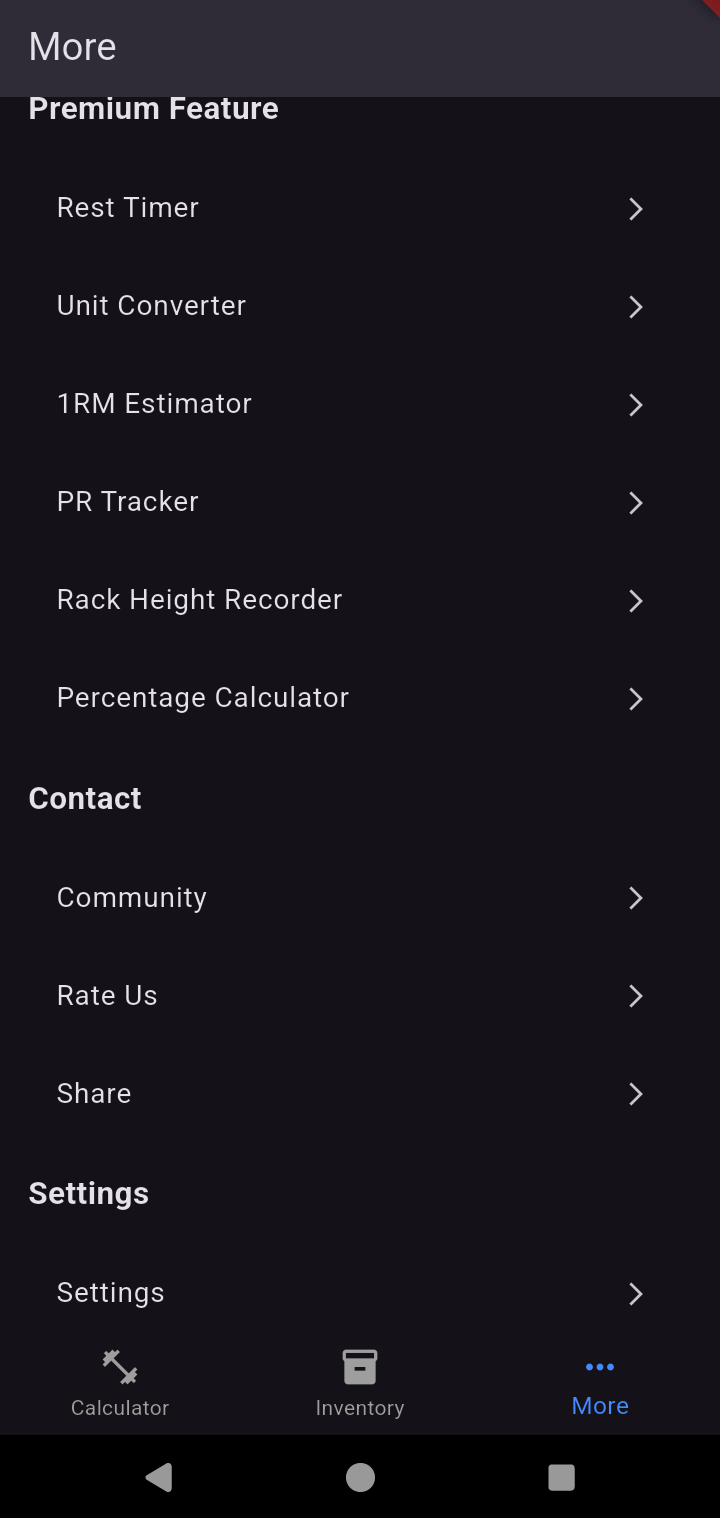 More
Premium Feature
Rest Timer
Unit Converter
1RM Estimator
PR Tracker
Rack Height Recorder
Percentage Calculator
Contact
Community
Rate Us
Share
Settings
Settings
Calculator
Inventory
More